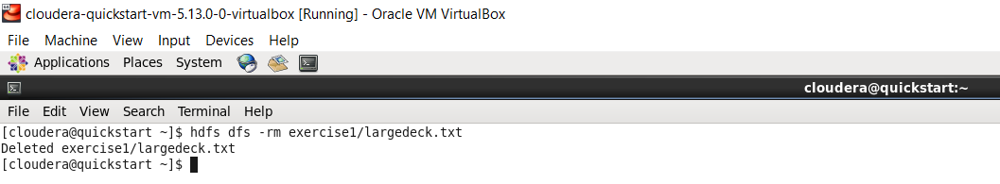 cloudera-quickstart-vm-5.13.0-0-virtualbox [Running] - Oracle VM VirtualBox
File Machine View Input Devices Help
Applications Places System
cloudera@quickstart:~
File Edit View Search Terminal Help
[cloudera@quickstart ~]$ hdfs dfs -rm exercise1/largedeck.txt
Deleted exercise1/largedeck.txt
[cloudera@quickstart ~]$